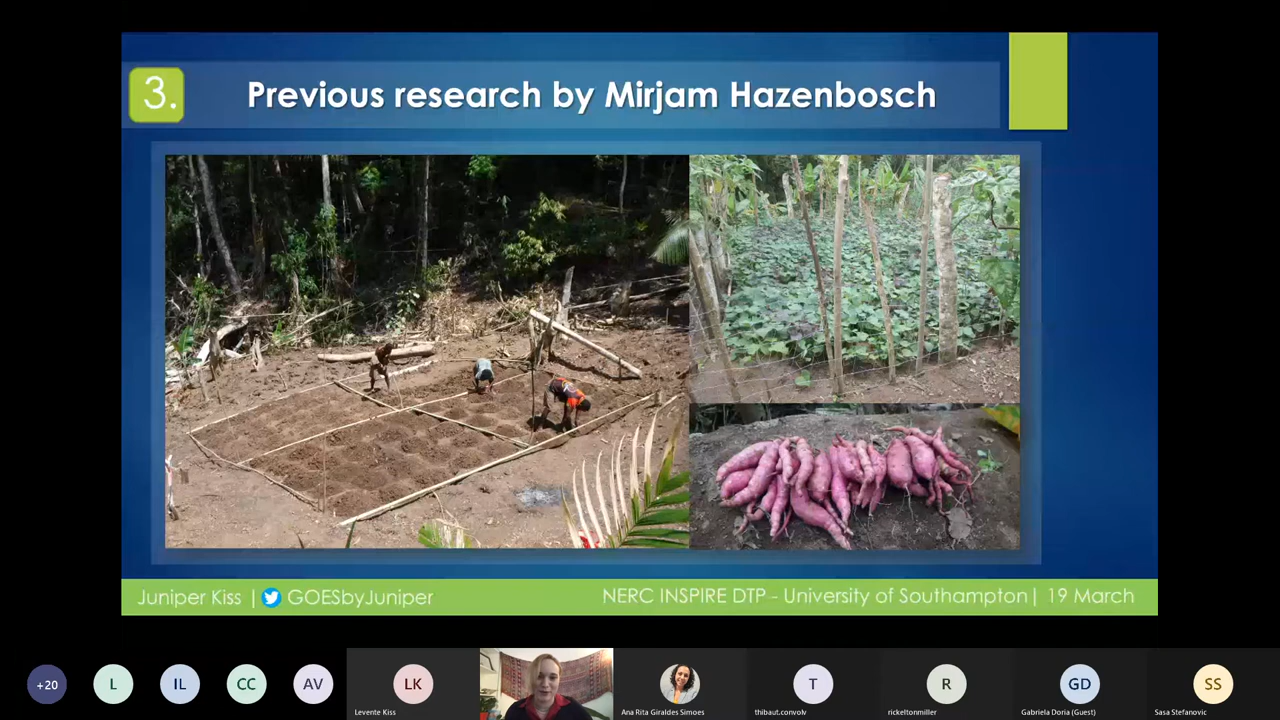 3. Previous research by Mirjam Hazenbosch
Juniper Kiss | GOESbyJuniper
NERC INSPIRE DTP - University of Southampton| 19 March
+20 L IL CC AV LK T R GD SS
Levente Kiss Ana Rita Giraldes Simoes thibaut.convolv rickeltonmiller Gabriela Doria (Guest) Sasa Stefanovic